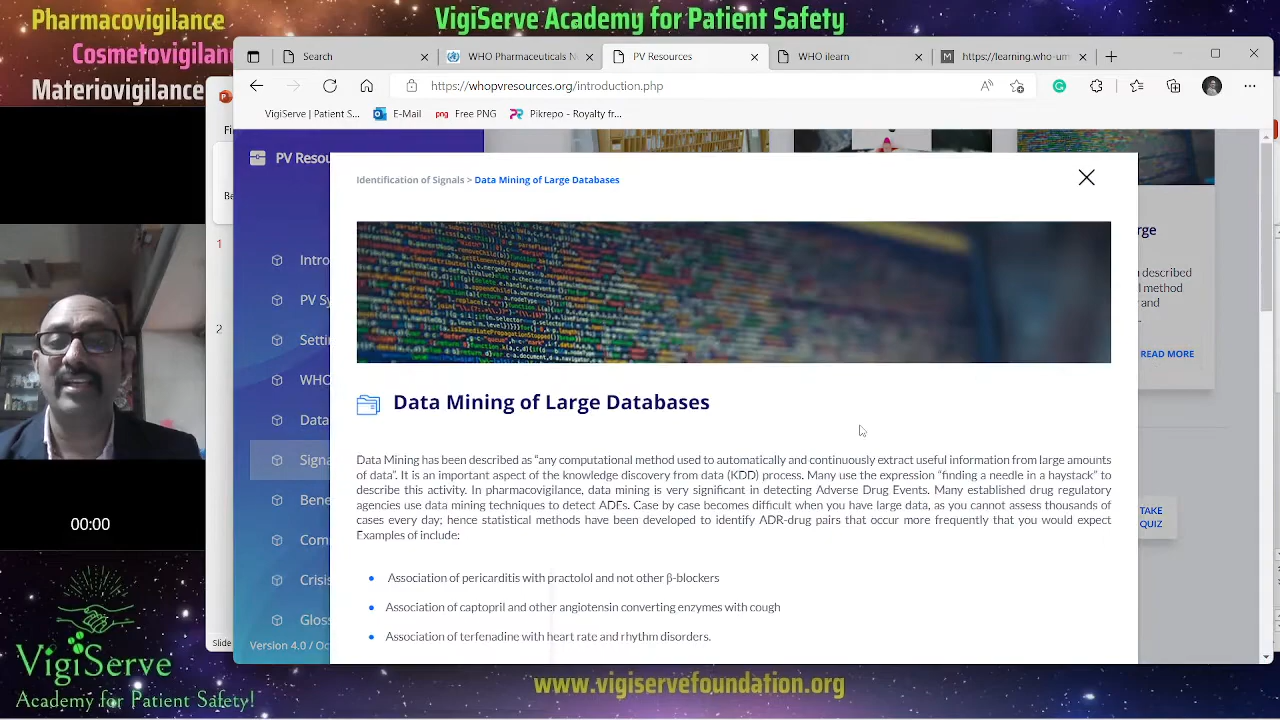 Pharmacovigilance
VigiServe Academy for Patient Safety
Cosmetovigilanc
Materiovigilance
Search
WHO Pharmaceuticals N
PV Resources
WHO ilearn
https://learning.who-um
https://whopvresources.org/introduction.php
VigiServe | Patient S...
E-Mail
png Free PNG
Pikrepo - Royalty fr...
Fi
Be
1
2
Slide
PV Resou
Intro
PV Sy
Setti
WHO
Data
Signa
Bene
Com
Crisis
Gloss
Version 4.0 / Oc
Identification of Signals > Data Mining of Large Databases
Data Mining of Large Databases
Data Mining has been described as “any computational method used to automatically and continuously extract useful information from large amounts
of data”. It is an important aspect of the knowledge discovery from data (KDD) process. Many use the expression “finding a needle in a haystack” to
describe this activity. In pharmacovigilance, data mining is very significant in detecting Adverse Drug Events. Many established drug regulatory
agencies use data mining techniques to detect ADEs. Case by case becomes difficult when you have large data, as you cannot assess thousands of
cases every day; hence statistical methods have been developed to identify ADR-drug pairs that occur more frequently that you would expect
Examples of include:
Association of pericarditis with practolol and not other β-blockers
Association of captopril and other angiotensin converting enzymes with cough
Association of terfenadine with heart rate and rhythm disorders.
rge
described
method
and
READ MORE
TAKE
QUIZ
00:00
VigiServe
Academy for Patient Safety!
www.vigiservefoundation.org